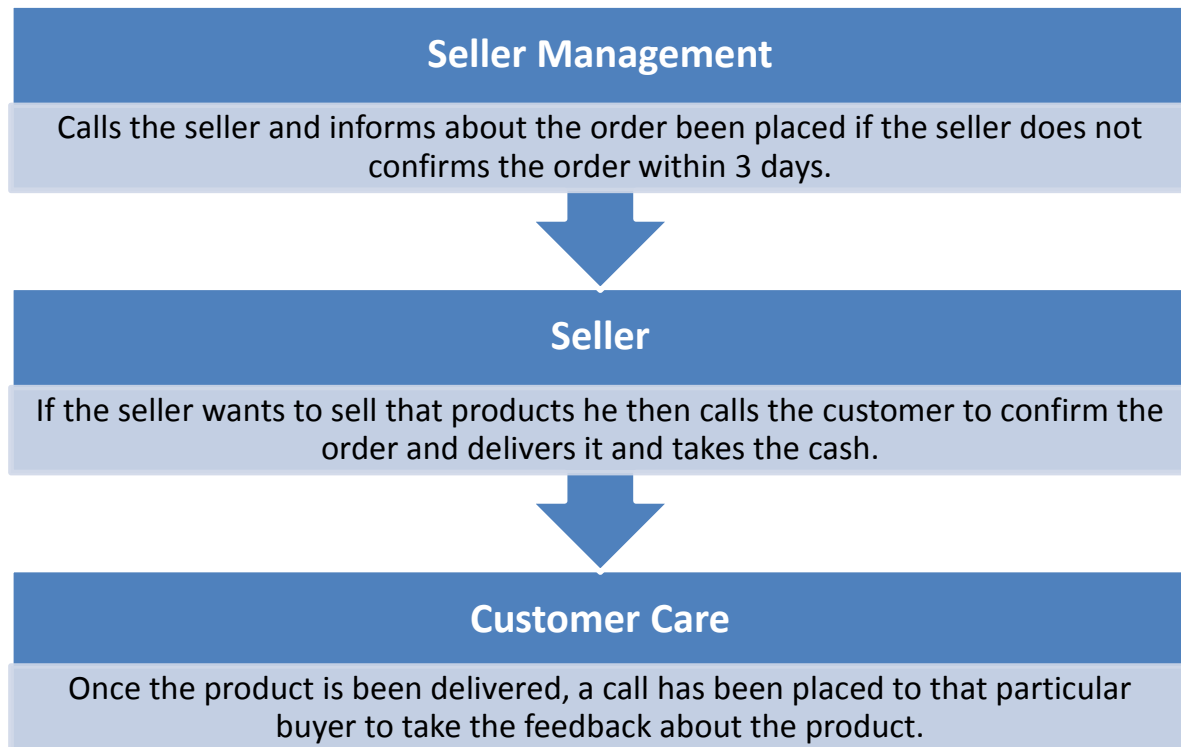 Seller Management
Calls the seller and informs about the order been placed if the seller does not
confirms the order within 3 days.
Seller
If the seller wants to sell that products he then calls the customer to confirm the
order and delivers it and takes the cash.
Customer Care
Once the product is been delivered, a call has been placed to that particular
buyer to take the feedback about the product.